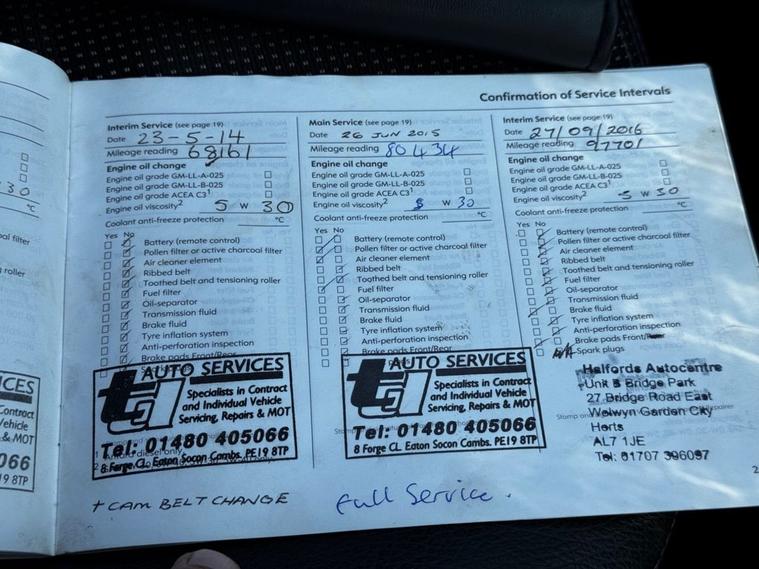 Confirmation of Service Intervals
Interim Service (see page 19)
Date 23-5-14
Mileage reading 68161
Engine oil change
Engine oil grade GM-LL-A-025
Engine oil grade GM-LL-B-025
Engine oil grade ACEA C3¹
Engine oil viscosity² 5 W 30
Coolant anti-freeze protection °C
Yes No
Battery (remote control)
Pollen filter or active charcoal filter
Air cleaner element
Ribbed belt
Toothed belt and tensioning roller
Fuel filter
Oil-separator
Transmission fluid
Brake fluid
Tyre inflation system
Anti-perforation inspection
Brake pads Front/Rear
tdj AUTO SERVICES
Specialists in Contract
and Individual Vehicle
Servicing, Repairs & MOT
Tel: 01480 405066
8 Forge CL. Eaton Socon Cambs. PE19 8TP
+ CAM BELT CHANGE
Main Service (see page 19)
Date 26 JUN 2015
Mileage reading 80434
Engine oil change
Engine oil grade GM-LL-A-025
Engine oil grade GM-LL-B-025
Engine oil grade ACEA C3¹
Engine oil viscosity² 5 W 30
Coolant anti-freeze protection °C
Yes No
Battery (remote control)
Pollen filter or active charcoal filter
Air cleaner element
Ribbed belt
Toothed belt and tensioning roller
Fuel filter
Oil-separator
Transmission fluid
Brake fluid
Tyre inflation system
Anti-perforation inspection
Brake pads Front/Rear
AUTO SERVICES
Specialists in Contract
and Individual Vehicle
Servicing, Repairs & MOT
Tel: 01480 405066
8 Forge CL. Eaton Socon Cambs. PE19 8TP
Full Service.
Interim Service (see page 19)
Date 27/09/2016
Mileage reading 97701
Engine oil change
Engine oil grade GM-LL-A-025
Engine oil grade GM-LL-B-025
Engine oil grade ACEA C3¹
Engine oil viscosity² 5 W 30
Coolant anti-freeze protection °C
Yes No
Battery (remote control)
Pollen filter or active charcoal filter
Air cleaner element
Ribbed belt
Toothed belt and tensioning roller
Fuel filter
Oil-separator
Transmission fluid
Brake fluid
Tyre inflation system
Anti-perforation inspection
Brake pads Front/
N/A Spark plugs
Halfords Autocentre
Unit 5 Bridge Park
27 Bridge Road East
Welwyn Garden City
Herts
AL7 1JE
Tel: 01707 396097